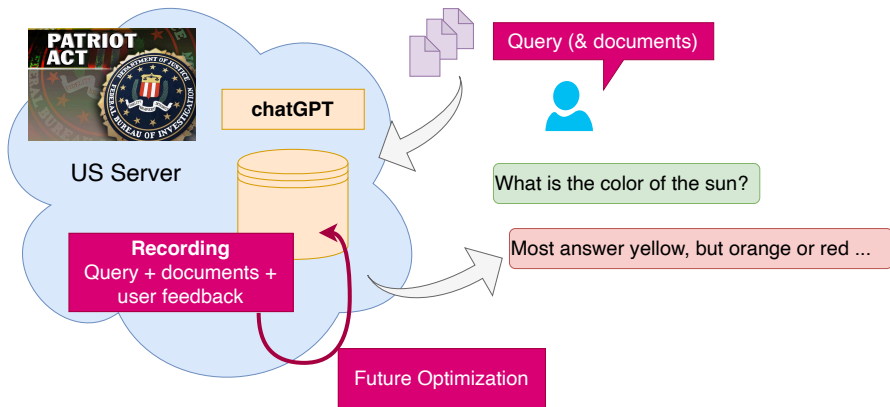 PATRIOT
ACT
DEPARTMENT OF JUSTICE
FEDERAL BUREAU OF INVESTIGATION
Query (& documents)
chatGPT
US Server
What is the color of the sun?
Most answer yellow, but orange or red ...
Recording
Query + documents +
user feedback
Future Optimization